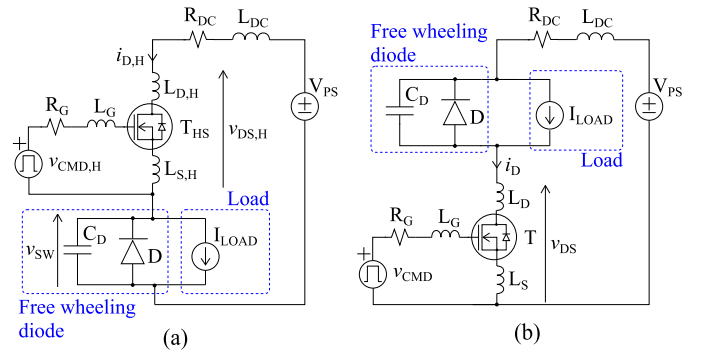 R_DC L_DC
i_D,H
L_D,H
V_PS
R_G L_G
T_HS
v_DS,H
v_CMD,H
L_S,H
Load
v_SW
C_D
D
I_LOAD
Free wheeling
diode
(a)
Free wheeling
diode
R_DC L_DC
C_D
D
I_LOAD
V_PS
Load
i_D
L_D
R_G L_G
T
v_DS
v_CMD
L_S
(b)